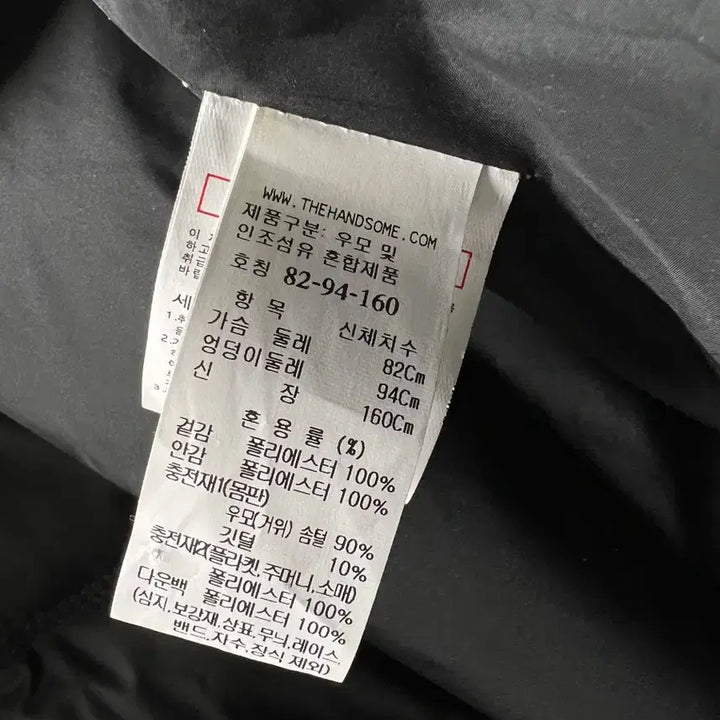 WWW.THEHANDSOME.COM
제품구분: 우모 및
인조섬유 혼합제품
호칭 82-94-160
항 목 신체치수
가슴 둘레 82Cm
엉덩이둘레 94Cm
신 장 160Cm
혼 용 률 (%)
겉감 폴리에스터 100%
안감 폴리에스터 100%
충전재1(몸판)
우모(거위) 솜털 90%
깃털 10%
충전재2(플라켓,주머니,소매)
폴리에스터 100%
다운백 폴리에스터 100%
(심지,보강재,상표,무늬,레이스,
밴드,자수,장식 제외)